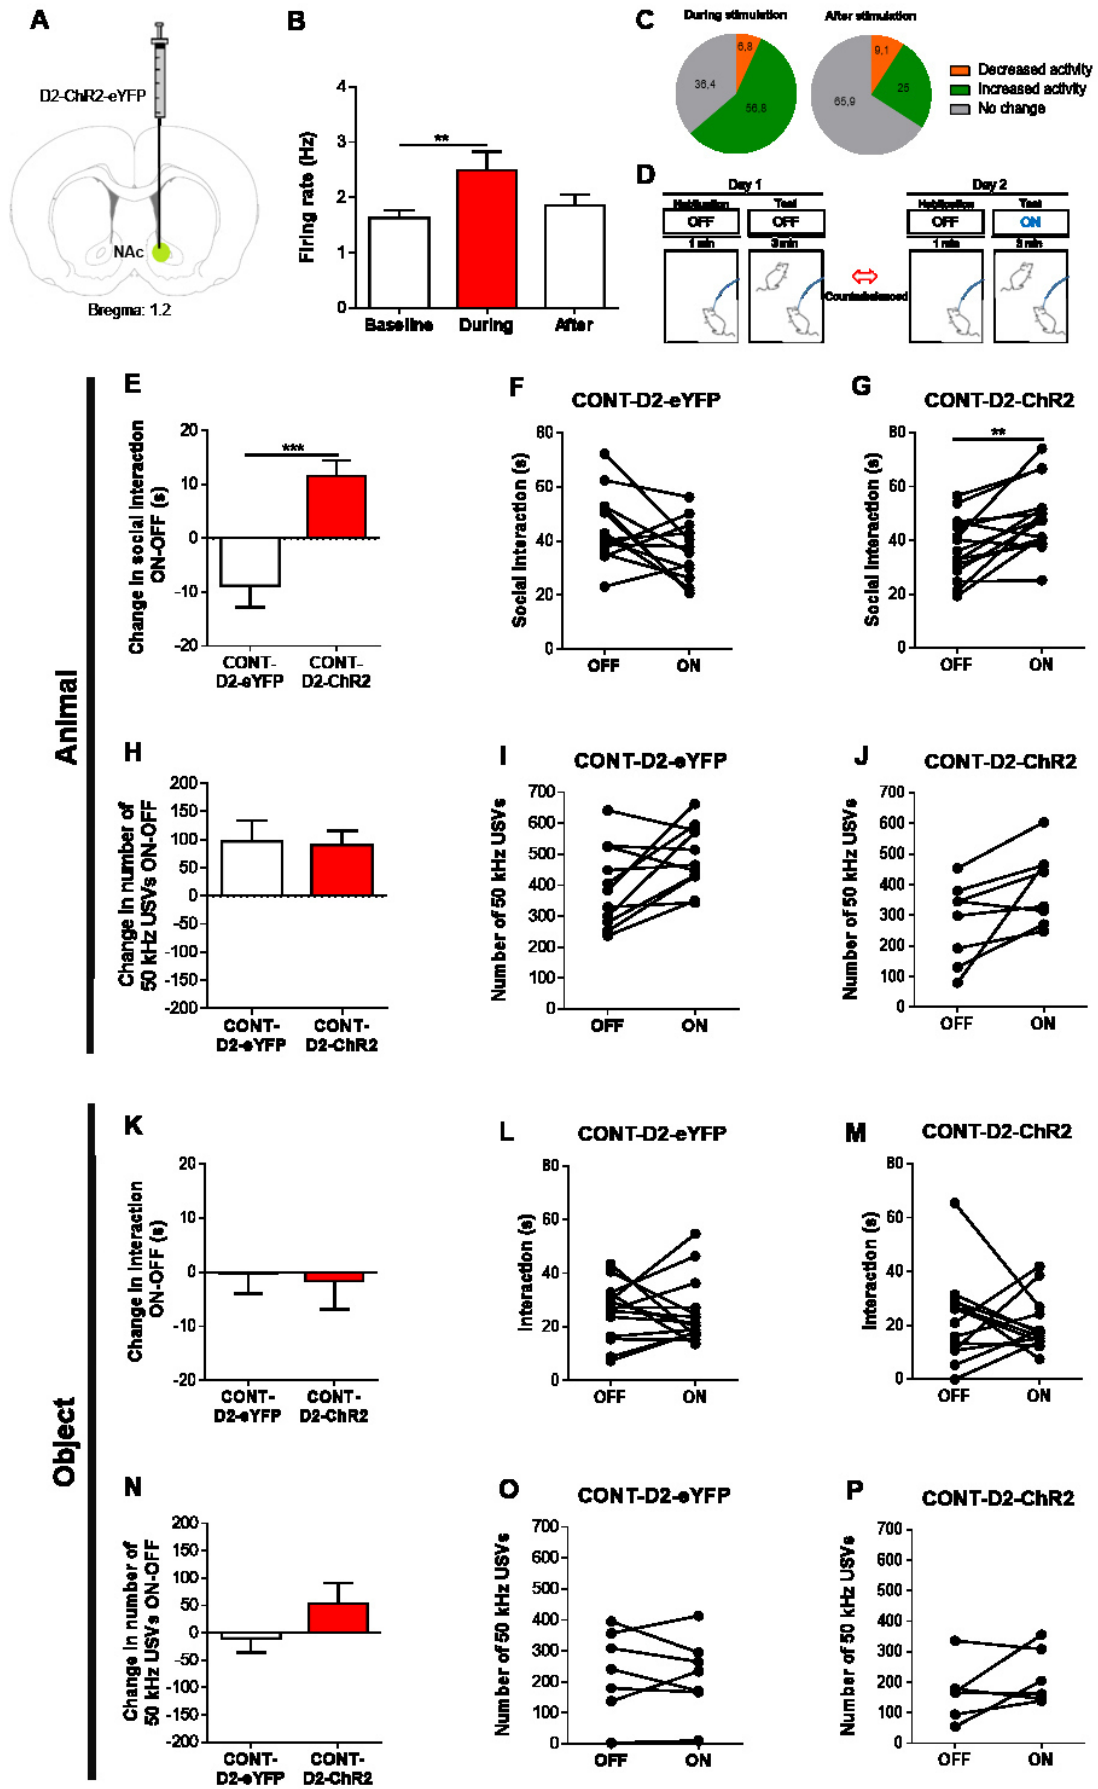 A
D2-ChR2-eYFP
NAc
Bregma: 1.2
B
Firing rate (Hz)
4
3
2
1
0
**
Baseline
During
After
C
During stimulation
After stimulation
6,8
36,4
56,8
9,1
25
65,9
Decreased activity
Increased activity
No change
D
Day 1
Day 2
Habituation
Test
Habituation
Test
OFF
OFF
OFF
ON
1 min
3 min
1 min
3 min
Counterbalanced
Animal
E
Change in social interaction
ON-OFF (s)
20
10
0
-10
-20
***
CONT-
D2-eYFP
CONT-
D2-ChR2
F
CONT-D2-eYFP
Social Interaction (s)
80
60
40
20
0
OFF
ON
G
CONT-D2-ChR2
Social Interaction (s)
80
60
40
20
0
**
OFF
ON
H
Change in number of
50 kHz USVs ON-OFF
200
150
100
50
0
-50
-100
-150
-200
CONT-
D2-eYFP
CONT-
D2-ChR2
I
CONT-D2-eYFP
Number of 50 kHz USVs
700
600
500
400
300
200
100
0
OFF
ON
J
CONT-D2-ChR2
Number of 50 kHz USVs
700
600
500
400
300
200
100
0
OFF
ON
Object
K
Change in interaction
ON-OFF (s)
20
10
0
-10
-20
CONT-
D2-eYFP
CONT-
D2-ChR2
L
CONT-D2-eYFP
Interaction (s)
80
60
40
20
0
OFF
ON
M
CONT-D2-ChR2
Interaction (s)
80
60
40
20
0
OFF
ON
N
Change in number of
50 kHz USVs ON-OFF
200
150
100
50
0
-50
-100
-150
-200
CONT-
D2-eYFP
CONT-
D2-ChR2
O
CONT-D2-eYFP
Number of 50 kHz USVs
700
600
500
400
300
200
100
0
OFF
ON
P
CONT-D2-ChR2
Number of 50 kHz USVs
700
600
500
400
300
200
100
0
OFF
ON